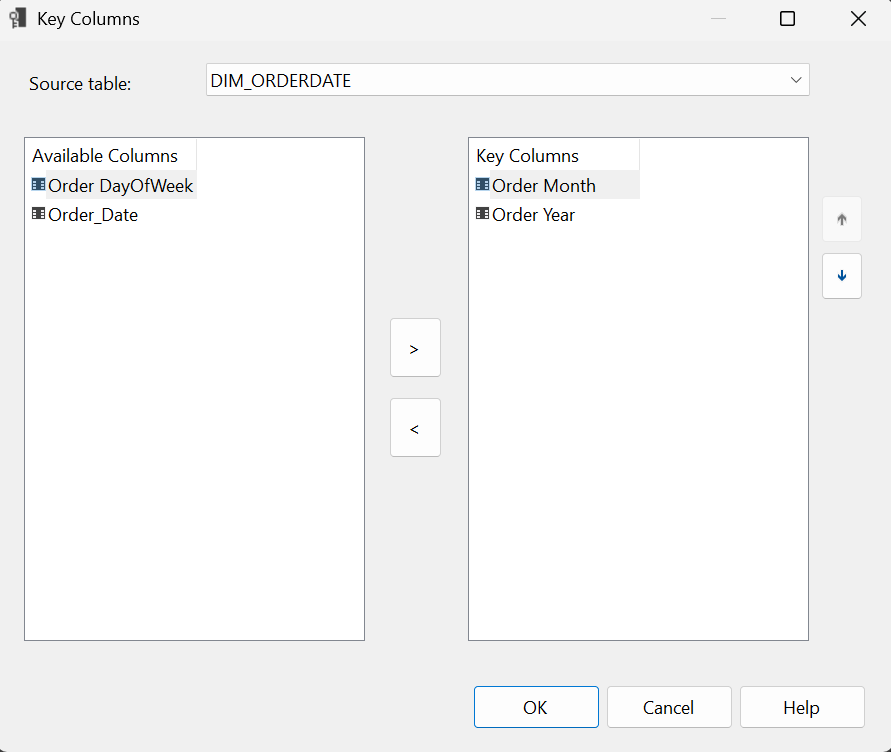 Key Columns
Source table:
DIM_ORDERDATE
Available Columns
Order DayOfWeek
Order_Date
>
<
Key Columns
Order Month
Order Year
OK
Cancel
Help